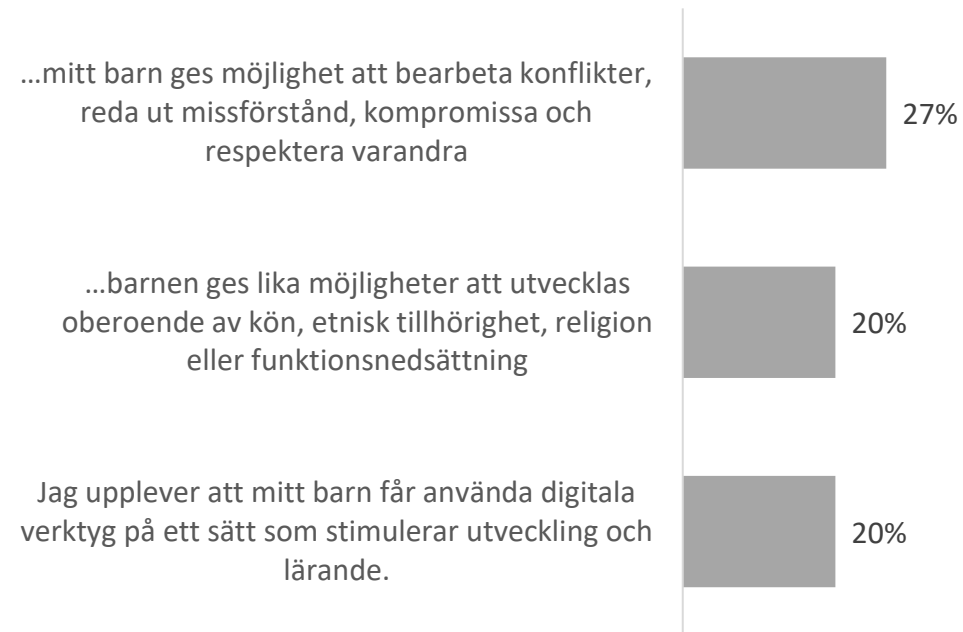 ...mitt barn ges möjlighet att bearbeta konflikter,
reda ut missförstånd, kompromissa och
respektera varandra
27%
...barnen ges lika möjligheter att utvecklas
oberoende av kön, etnisk tillhörighet, religion
eller funktionsnedsättning
20%
Jag upplever att mitt barn får använda digitala
verktyg på ett sätt som stimulerar utveckling och
lärande.
20%